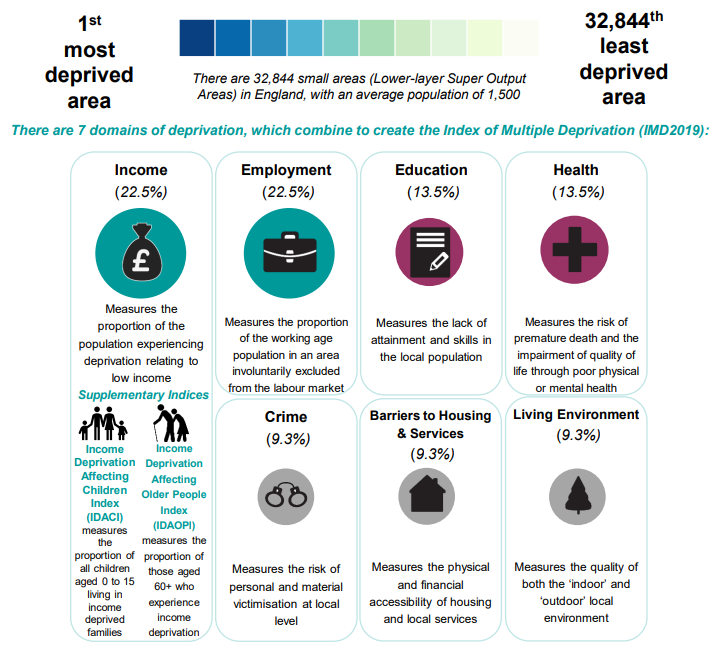 1st
most
deprived
area
There are 32,844 small areas (Lower-layer Super Output
Areas) in England, with an average population of 1,500
32,844th
least
deprived
area
There are 7 domains of deprivation, which combine to create the Index of Multiple Deprivation (IMD2019):
Income
(22.5%)
£
Measures the
proportion of the
population experiencing
deprivation relating to
low income
Supplementary Indices
Income
Deprivation
Affecting
Children
Index
(IDACI)
measures
the
proportion of
all children
aged 0 to 15
living in
income
deprived
families
Income
Deprivation
Affecting
Older People
Index
(IDAOPI)
measures the
proportion of
those aged
60+ who
experience
income
deprivation
Employment
(22.5%)
Measures the proportion
of the working age
population in an area
involuntarily excluded
from the labour market
Education
(13.5%)
Measures the lack of
attainment and skills in
the local population
Health
(13.5%)
Measures the risk of
premature death and the
impairment of quality of
life through poor physical
or mental health
Crime
(9.3%)
Measures the risk of
personal and material
victimisation at local
level
Barriers to Housing
& Services
(9.3%)
Measures the physical
and financial
accessibility of housing
and local services
Living Environment
(9.3%)
Measures the quality of
both the ‘indoor’ and
‘outdoor’ local
environment